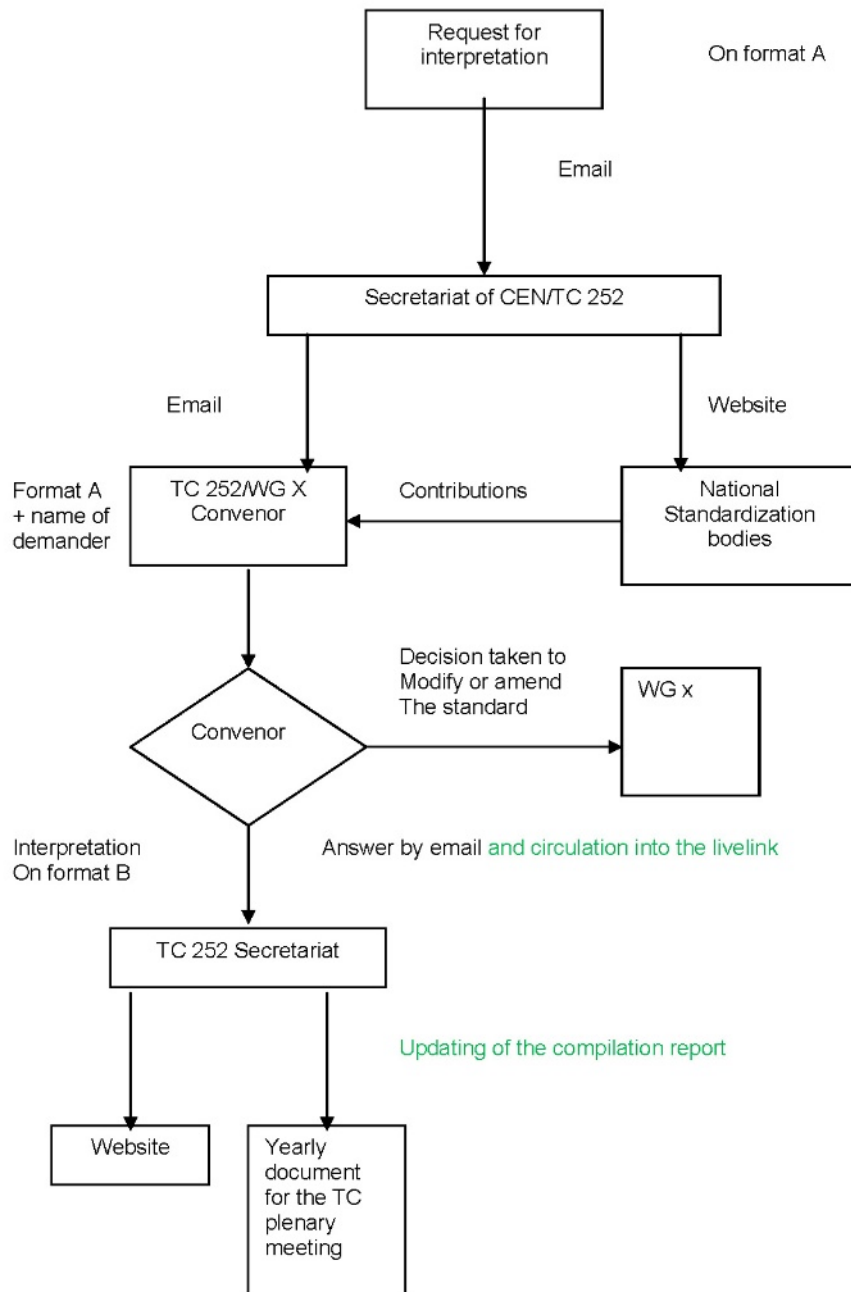 Request for
interpretation
On format A
Email
Secretariat of CEN/TC 252
Email
Website
Format A
+ name of
demander
TC 252/WG X
Convenor
Contributions
National
Standardization
bodies
Decision taken to
Modify or amend
The standard
WG x
Convenor
Interpretation
On format B
Answer by email and circulation into the livelink
TC 252 Secretariat
Updating of the compilation report
Website
Yearly
document
for the TC
plenary
meeting